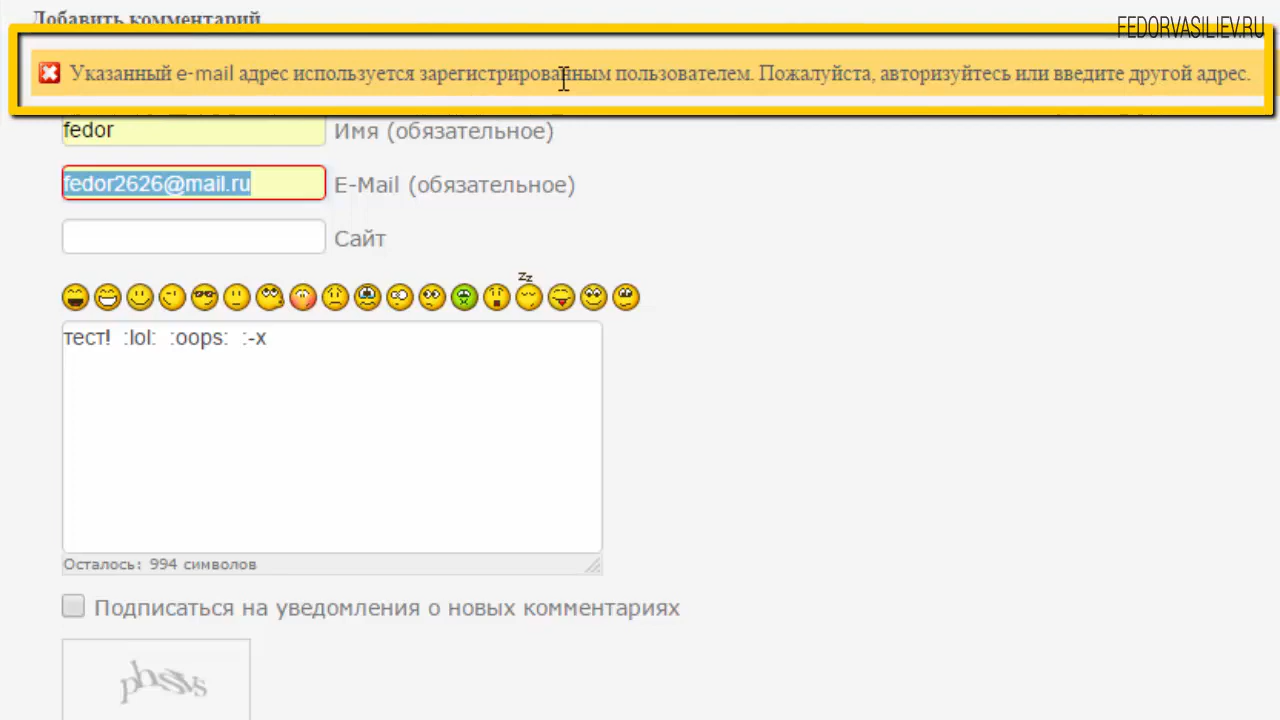 Добавить комментарий
FEDORVASILIEV.RU
Указанный e-mail адрес используется зарегистрированным пользователем. Пожалуйста, авторизуйтесь или введите другой адрес.
fedor Имя (обязательное)
fedor2626@mail.ru E-Mail (обязательное)
Сайт
zz
тест! :lol: :oops: :-x
Осталось: 994 символов
Подписаться на уведомления о новых комментариях